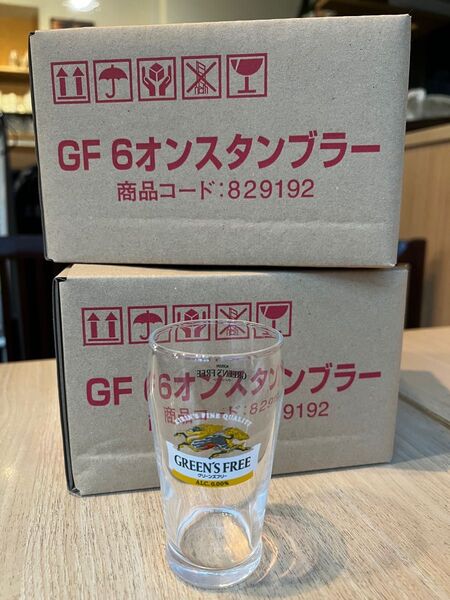 GF 6オンスタンブラー
商品コード:829192
GF 6オンスタンブラー
商品コード:829192
GREEN'S FREE
KIRIN'S FINE QUALITY
GREEN'S FREE
グリーンズフリー
ALC. 0.00%